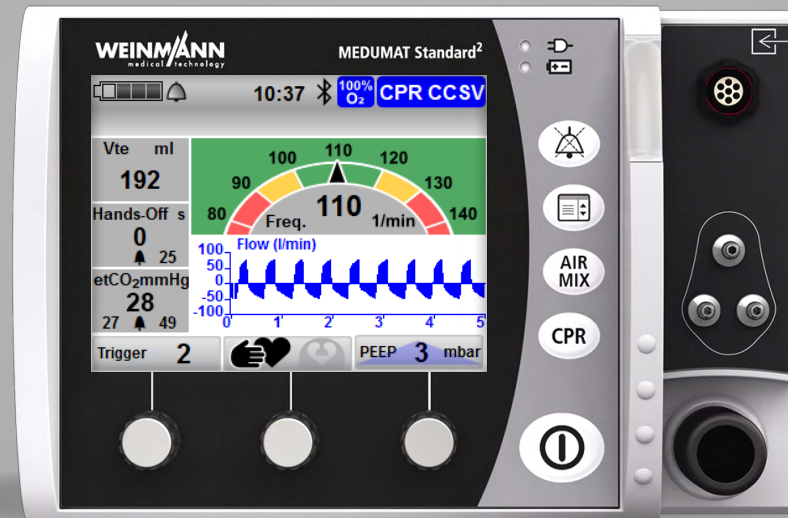 WEINMANN
medical technology
MEDUMAT Standard²
10:37 100% O₂ CPR CCSV
Vte ml
192
Hands-Off s
0
25
etCO₂mmHg
28
27 49
80 90 100 110 120 130 140
Freq. 110 1/min
Flow (l/min)
100
50
0
-50
-100
0 1' 2' 3' 4' 5
Trigger 2
PEEP 3 mbar
AIR
MIX
CPR